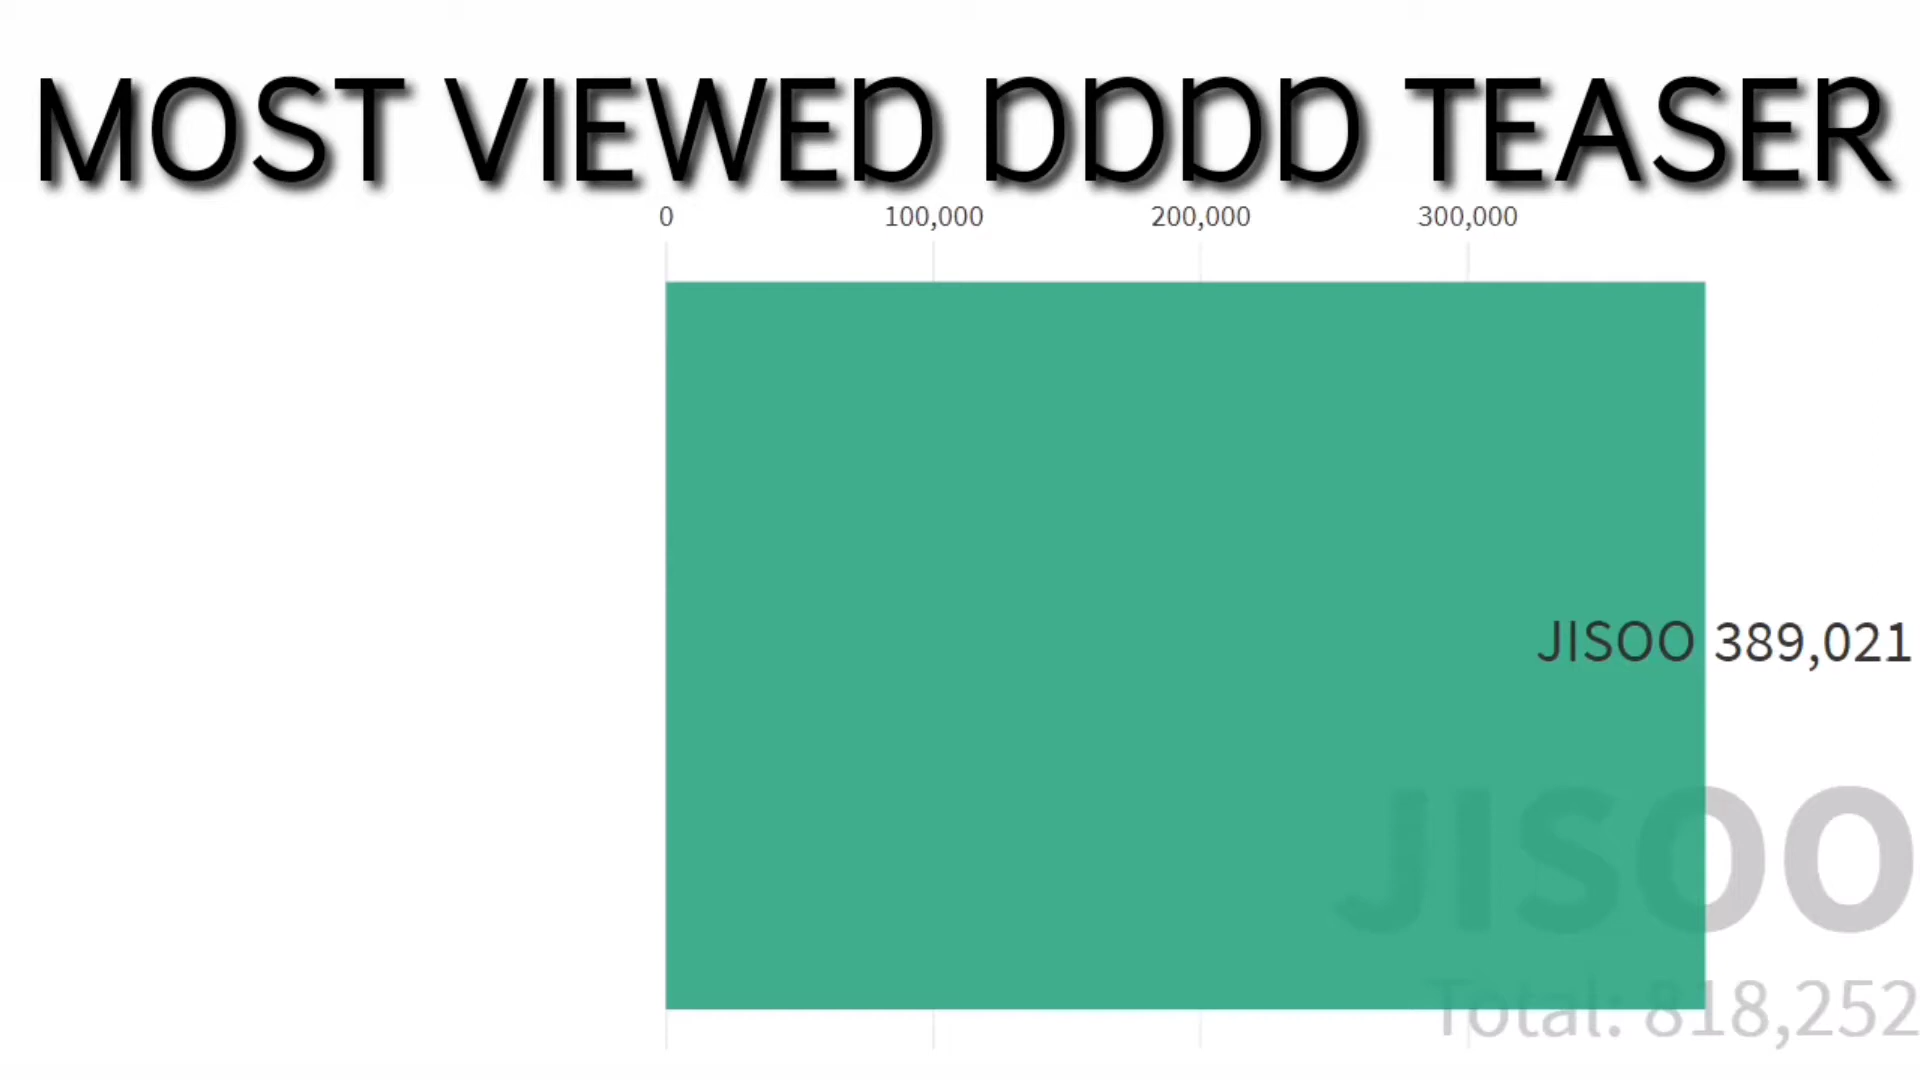 MOST VIEWED DDDD TEASER
0 100,000 200,000 300,000
JISOO 389,021
JISOO
Total: 818,252